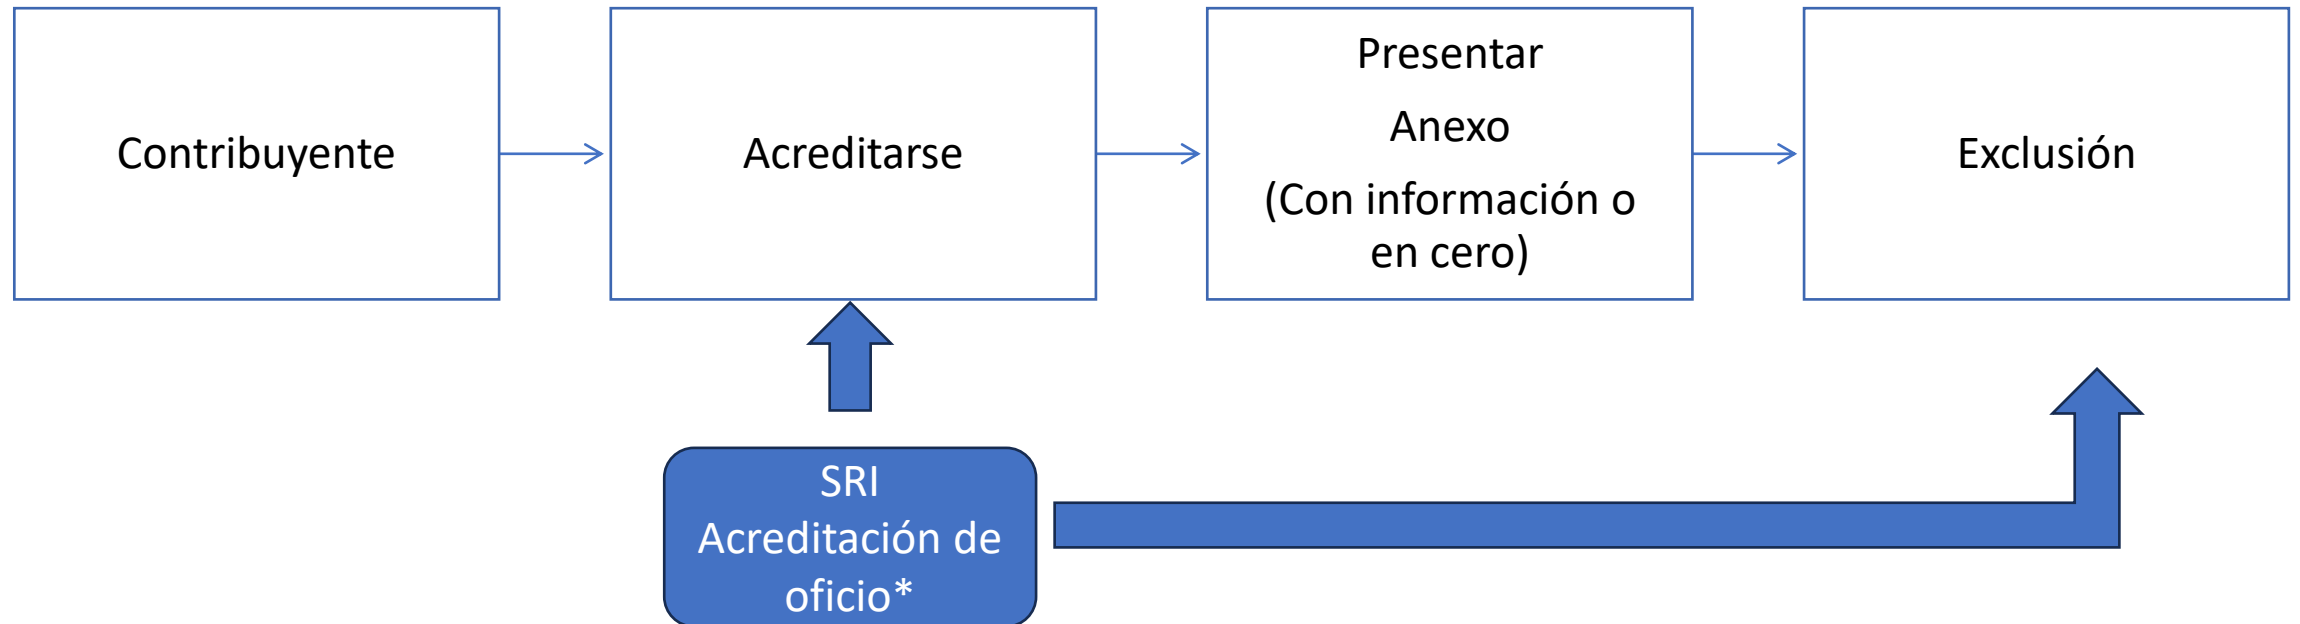 Contribuyente
Acreditarse
Presentar
Anexo
(Con información o
en cero)
Exclusión
SRI
Acreditación de
oficio*